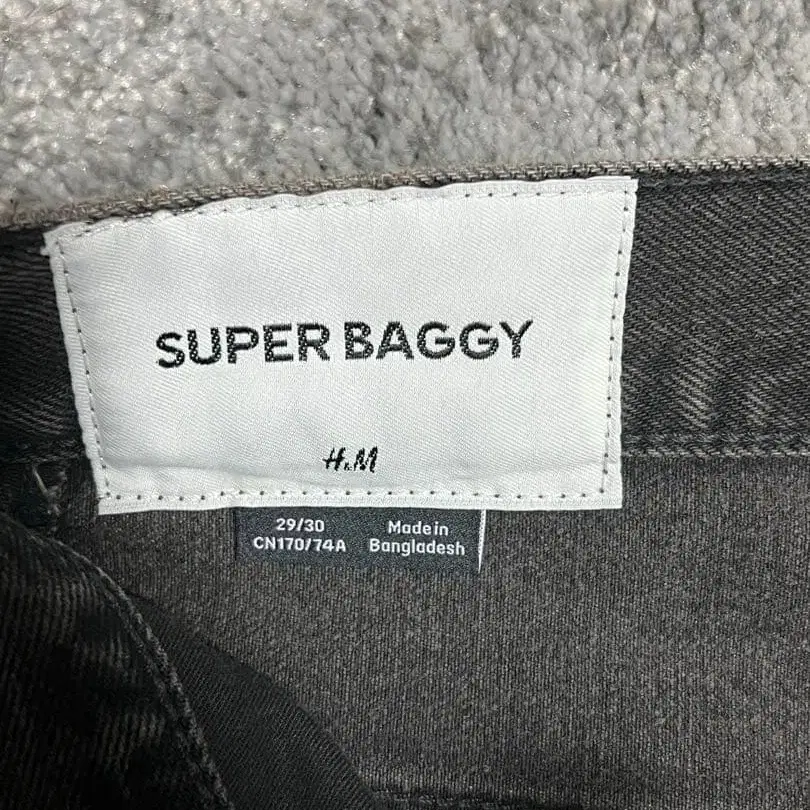 SUPER BAGGY
H&M
29/30
CN170/74A
Made in
Bangladesh